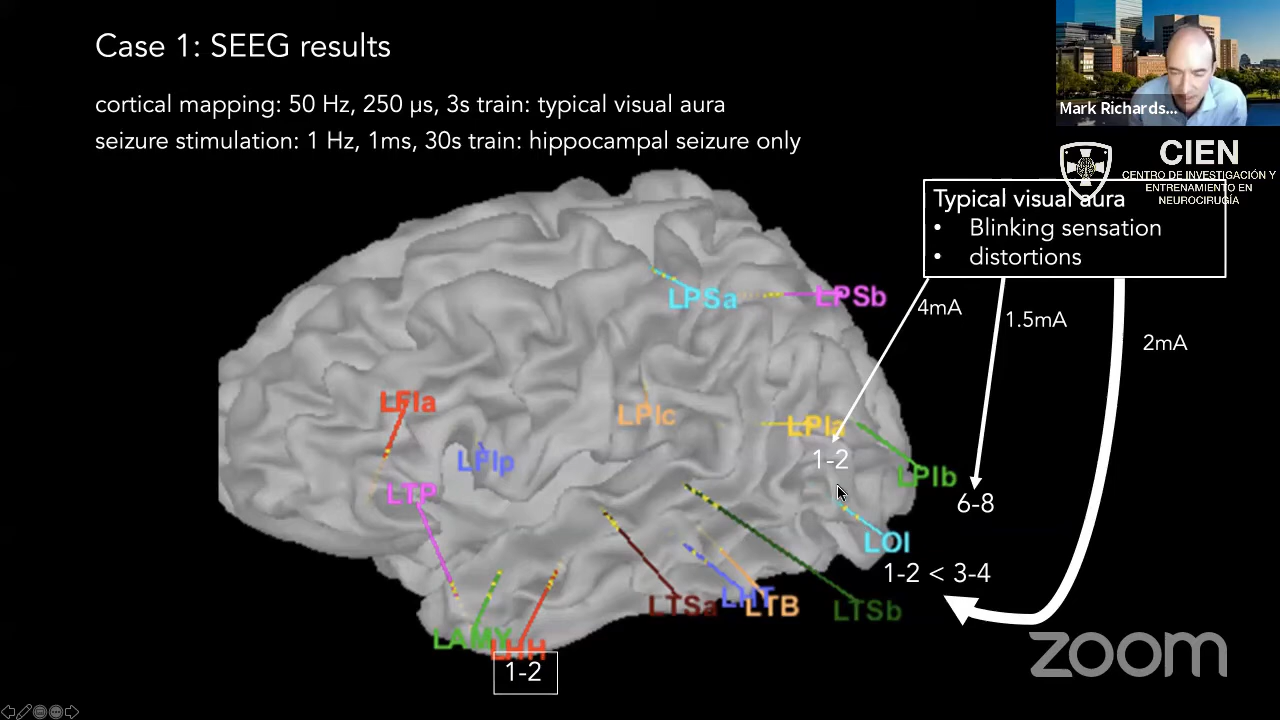 Case 1: SEEG results
cortical mapping: 50 Hz, 250 µs, 3s train: typical visual aura
seizure stimulation: 1 Hz, 1ms, 30s train: hippocampal seizure only
Mark Richards...
CIEN
CENTRO DE INVESTIGACIÓN Y
ENTRENAMIENTO EN
NEUROCIRUGÍA
Typical visual aura
• Blinking sensation
• distortions
4mA
1.5mA
2mA
LPSa
LPSb
LFIa
LPIc
LPIa
LFIp
1-2
LPIb
LTP
6-8
LOI
1-2 < 3-4
LTSa
LHT
LTB
LTSb
LAMY
LHH
1-2
zoom